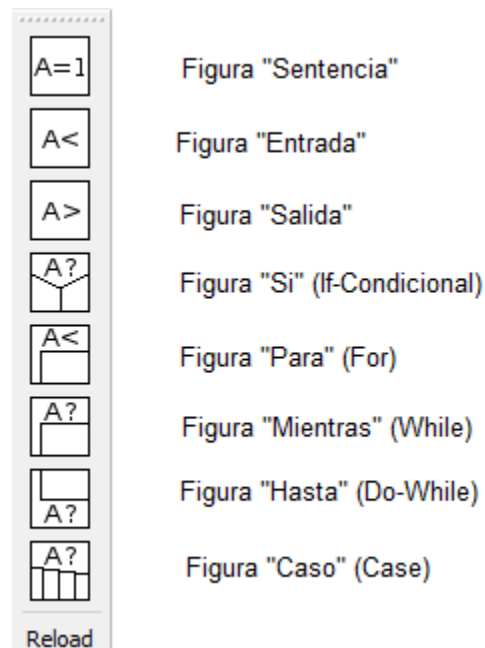 A=1 Figura "Sentencia"
A< Figura "Entrada"
A> Figura "Salida"
A? Figura "Si" (If-Condicional)
A< Figura "Para" (For)
A? Figura "Mientras" (While)
A? Figura "Hasta" (Do-While)
A? Figura "Caso" (Case)
Reload